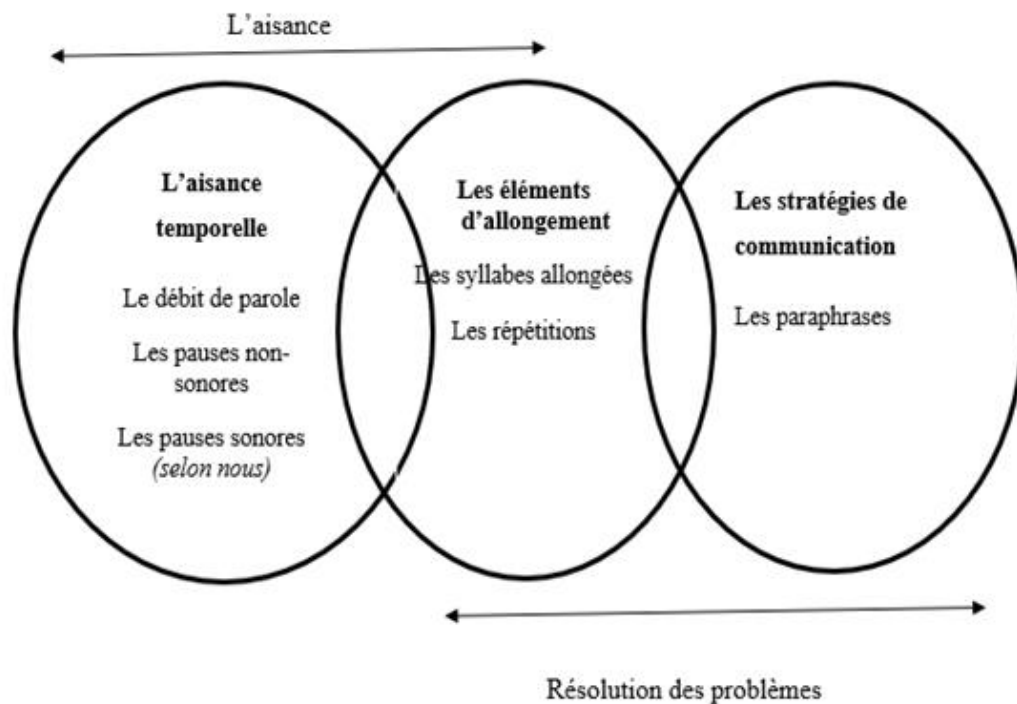 L'aisance
L'aisance
temporelle
Le débit de parole
Les pauses non-
sonores
Les pauses sonores
(selon nous)
Les éléments
d'allongement
Les syllabes allongées
Les répétitions
Les stratégies de
communication
Les paraphrases
Résolution des problèmes